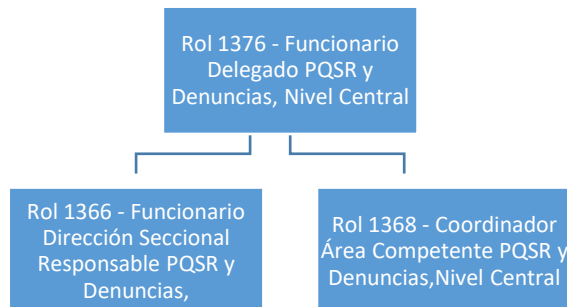 Rol 1376 - Funcionario
Delegado PQSR y
Denuncias, Nivel Central
Rol 1366 - Funcionario
Dirección Seccional
Responsable PQSR y
Denuncias,
Rol 1368 - Coordinador
Área Competente PQSR y
Denuncias,Nivel Central